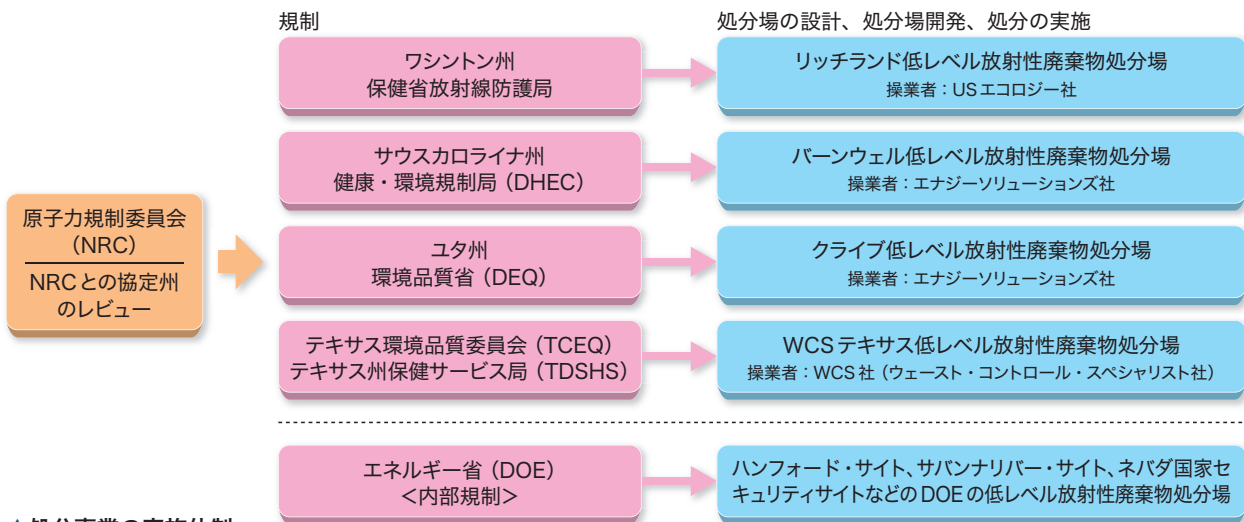 規制
処分場の設計、処分場開発、処分の実施
原子力規制委員会
(NRC)
NRCとの協定州
のレビュー
ワシントン州
保健省放射線防護局
リッチランド低レベル放射性廃棄物処分場
操業者：USエコロジー社
サウスカロライナ州
健康・環境規制局（DHEC）
バーンウェル低レベル放射性廃棄物処分場
操業者：エナジーソリューションズ社
ユタ州
環境品質省（DEQ）
クライブ低レベル放射性廃棄物処分場
操業者：エナジーソリューションズ社
テキサス環境品質委員会（TCEQ）
テキサス州保健サービス局（TDSHS）
WCSテキサス低レベル放射性廃棄物処分場
操業者：WCS社（ウェースト・コントロール・スペシャリスト社）
エネルギー省（DOE）
＜内部規制＞
ハンフォード・サイト、サバンナリバー・サイト、ネバダ国家セ
キュリティサイトなどのDOEの低レベル放射性廃棄物処分場